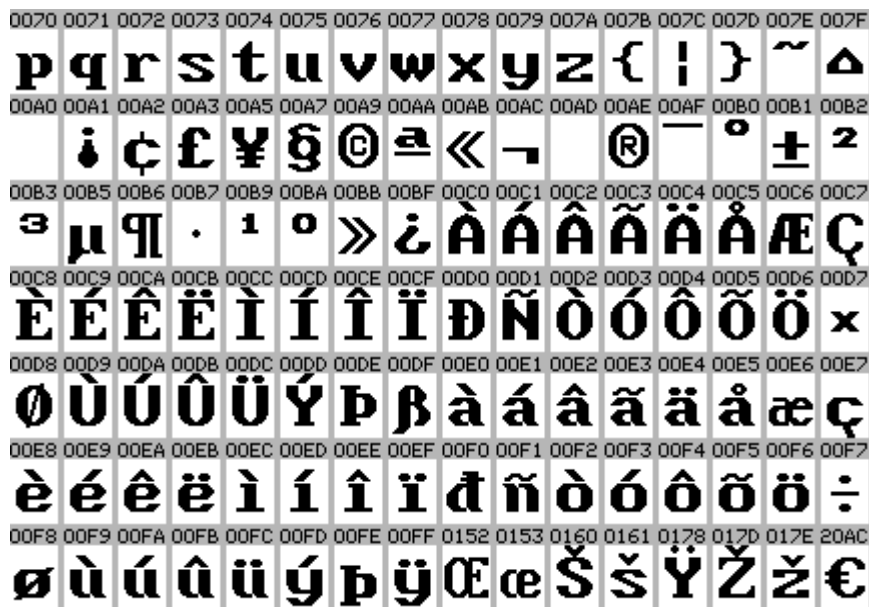 0070 0071 0072 0073 0074 0075 0076 0077 0078 0079 007A 007B 007C 007D 007E 007F
p q r s t u v w x y z { ¦ } ~ ⌂
00A0 00A1 00A2 00A3 00A5 00A7 00A9 00AA 00AB 00AC 00AD 00AE 00AF 00B0 00B1 00B2
¡ ¢ £ ¥ § © ª « ¬ ® ¯ ° ± ²
00B3 00B5 00B6 00B7 00B9 00BA 00BB 00BF 00C0 00C1 00C2 00C3 00C4 00C5 00C6 00C7
³ µ ¶ · ¹ º » ¿ À Á Â Ã Ä Å Æ Ç
00C8 00C9 00CA 00CB 00CC 00CD 00CE 00CF 00D0 00D1 00D2 00D3 00D4 00D5 00D6 00D7
È É Ê Ë Ì Í Î Ï Ð Ñ Ò Ó Ô Õ Ö ×
00D8 00D9 00DA 00DB 00DC 00DD 00DE 00DF 00E0 00E1 00E2 00E3 00E4 00E5 00E6 00E7
Ø Ù Ú Û Ü Ý Þ ß à á â ã ä å æ ç
00E8 00E9 00EA 00EB 00EC 00ED 00EE 00EF 00F0 00F1 00F2 00F3 00F4 00F5 00F6 00F7
è é ê ë ì í î ï đ ñ ò ó ô õ ö ÷
00F8 00F9 00FA 00FB 00FC 00FD 00FE 00FF 0152 0153 0160 0161 0178 017D 017E 20AC
ø ù ú û ü ý þ ÿ Œ œ Š š Ÿ Ž ž €